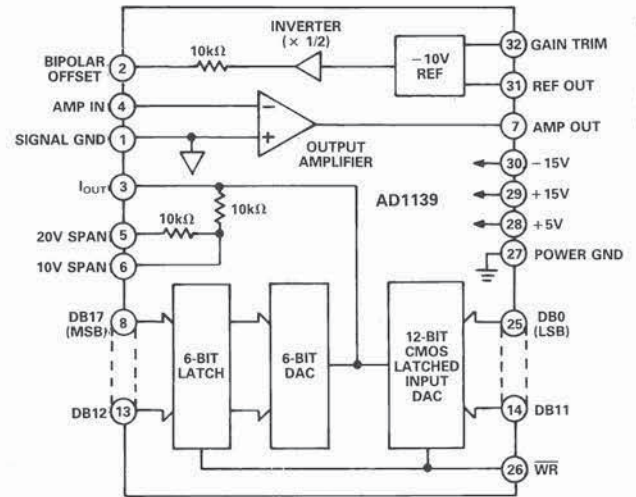 INVERTER
(× 1/2)
10kΩ
BIPOLAR
OFFSET
2
−10V
REF
32
GAIN TRIM
31
REF OUT
AMP IN
4
−
SIGNAL GND
1
+
OUTPUT
AMPLIFIER
7
AMP OUT
30
− 15V
IOUT
3
10kΩ
AD1139
29
+15V
20V SPAN
5
10kΩ
28
+5V
10V SPAN
6
27
POWER GND
DB17
(MSB)
8
6-BIT
LATCH
6-BIT
DAC
12-BIT
CMOS
LATCHED
INPUT
DAC
25
DB0
(LSB)
DB12
13
14
DB11
26
WR